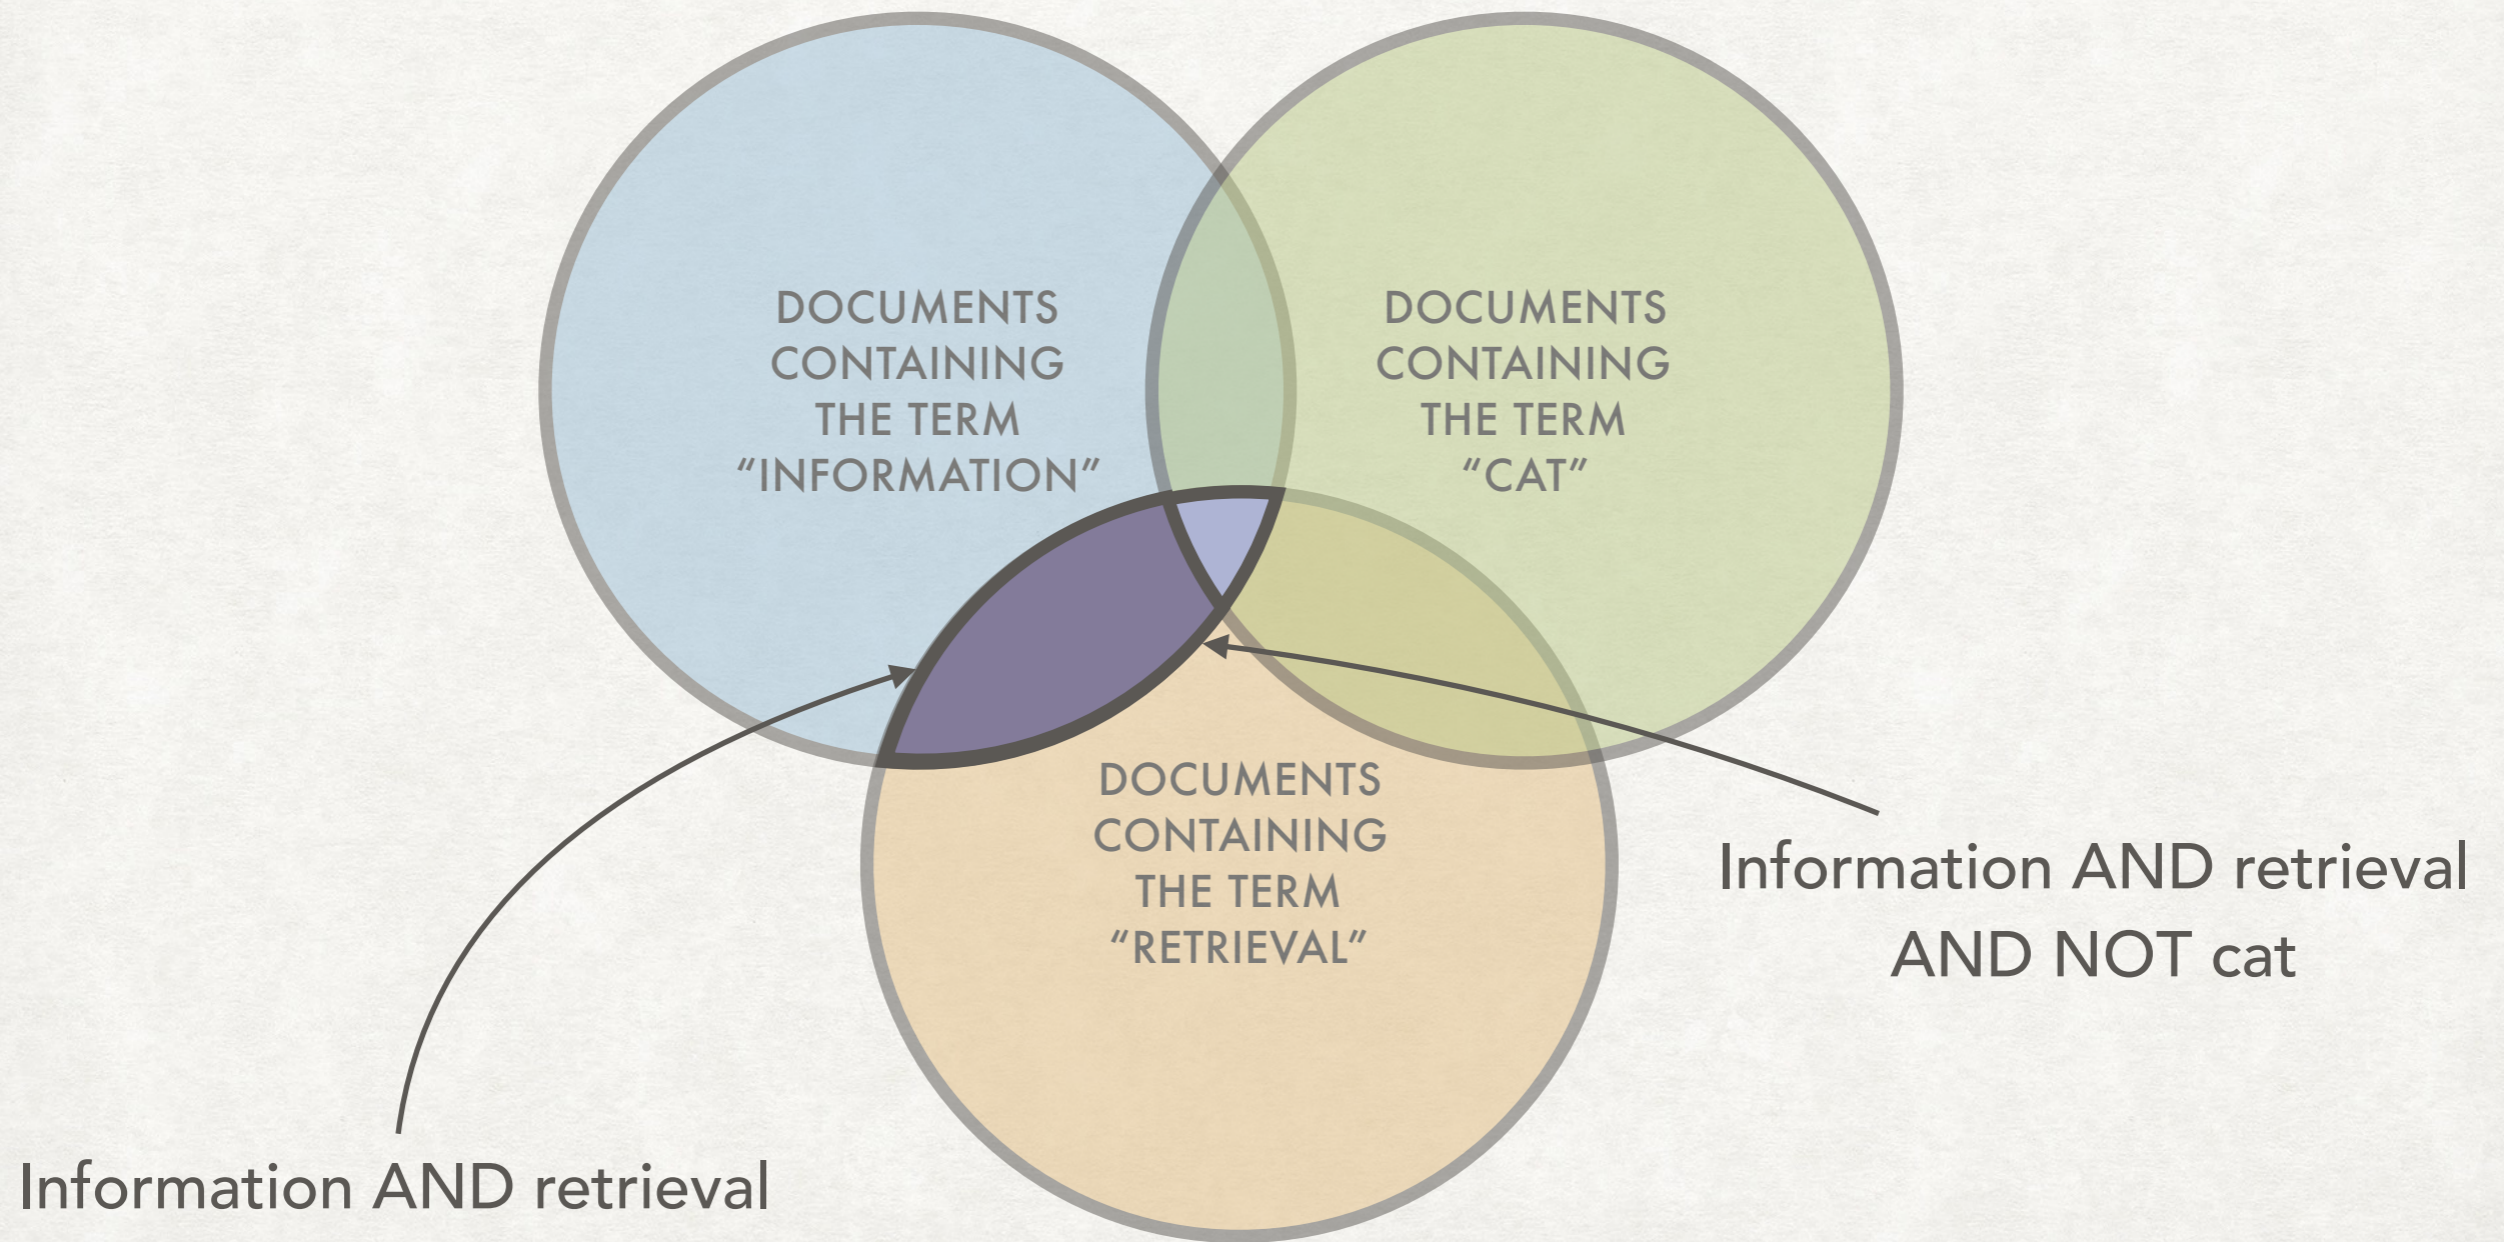 DOCUMENTS
CONTAINING
THE TERM
“INFORMATION”
DOCUMENTS
CONTAINING
THE TERM
“CAT”
DOCUMENTS
CONTAINING
THE TERM
“RETRIEVAL”
Information AND retrieval
AND NOT cat
Information AND retrieval